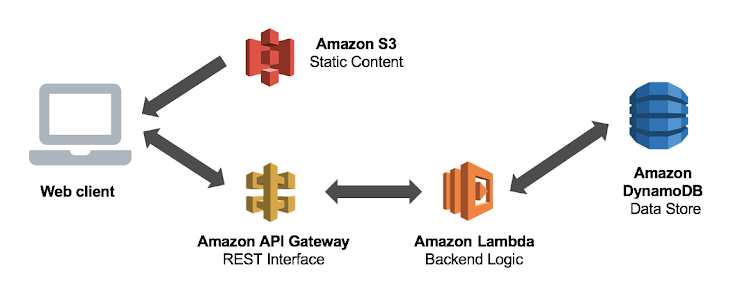 Amazon S3
Static Content
Web client
Amazon API Gateway
REST Interface
Amazon Lambda
Backend Logic
Amazon
DynamoDB
Data Store